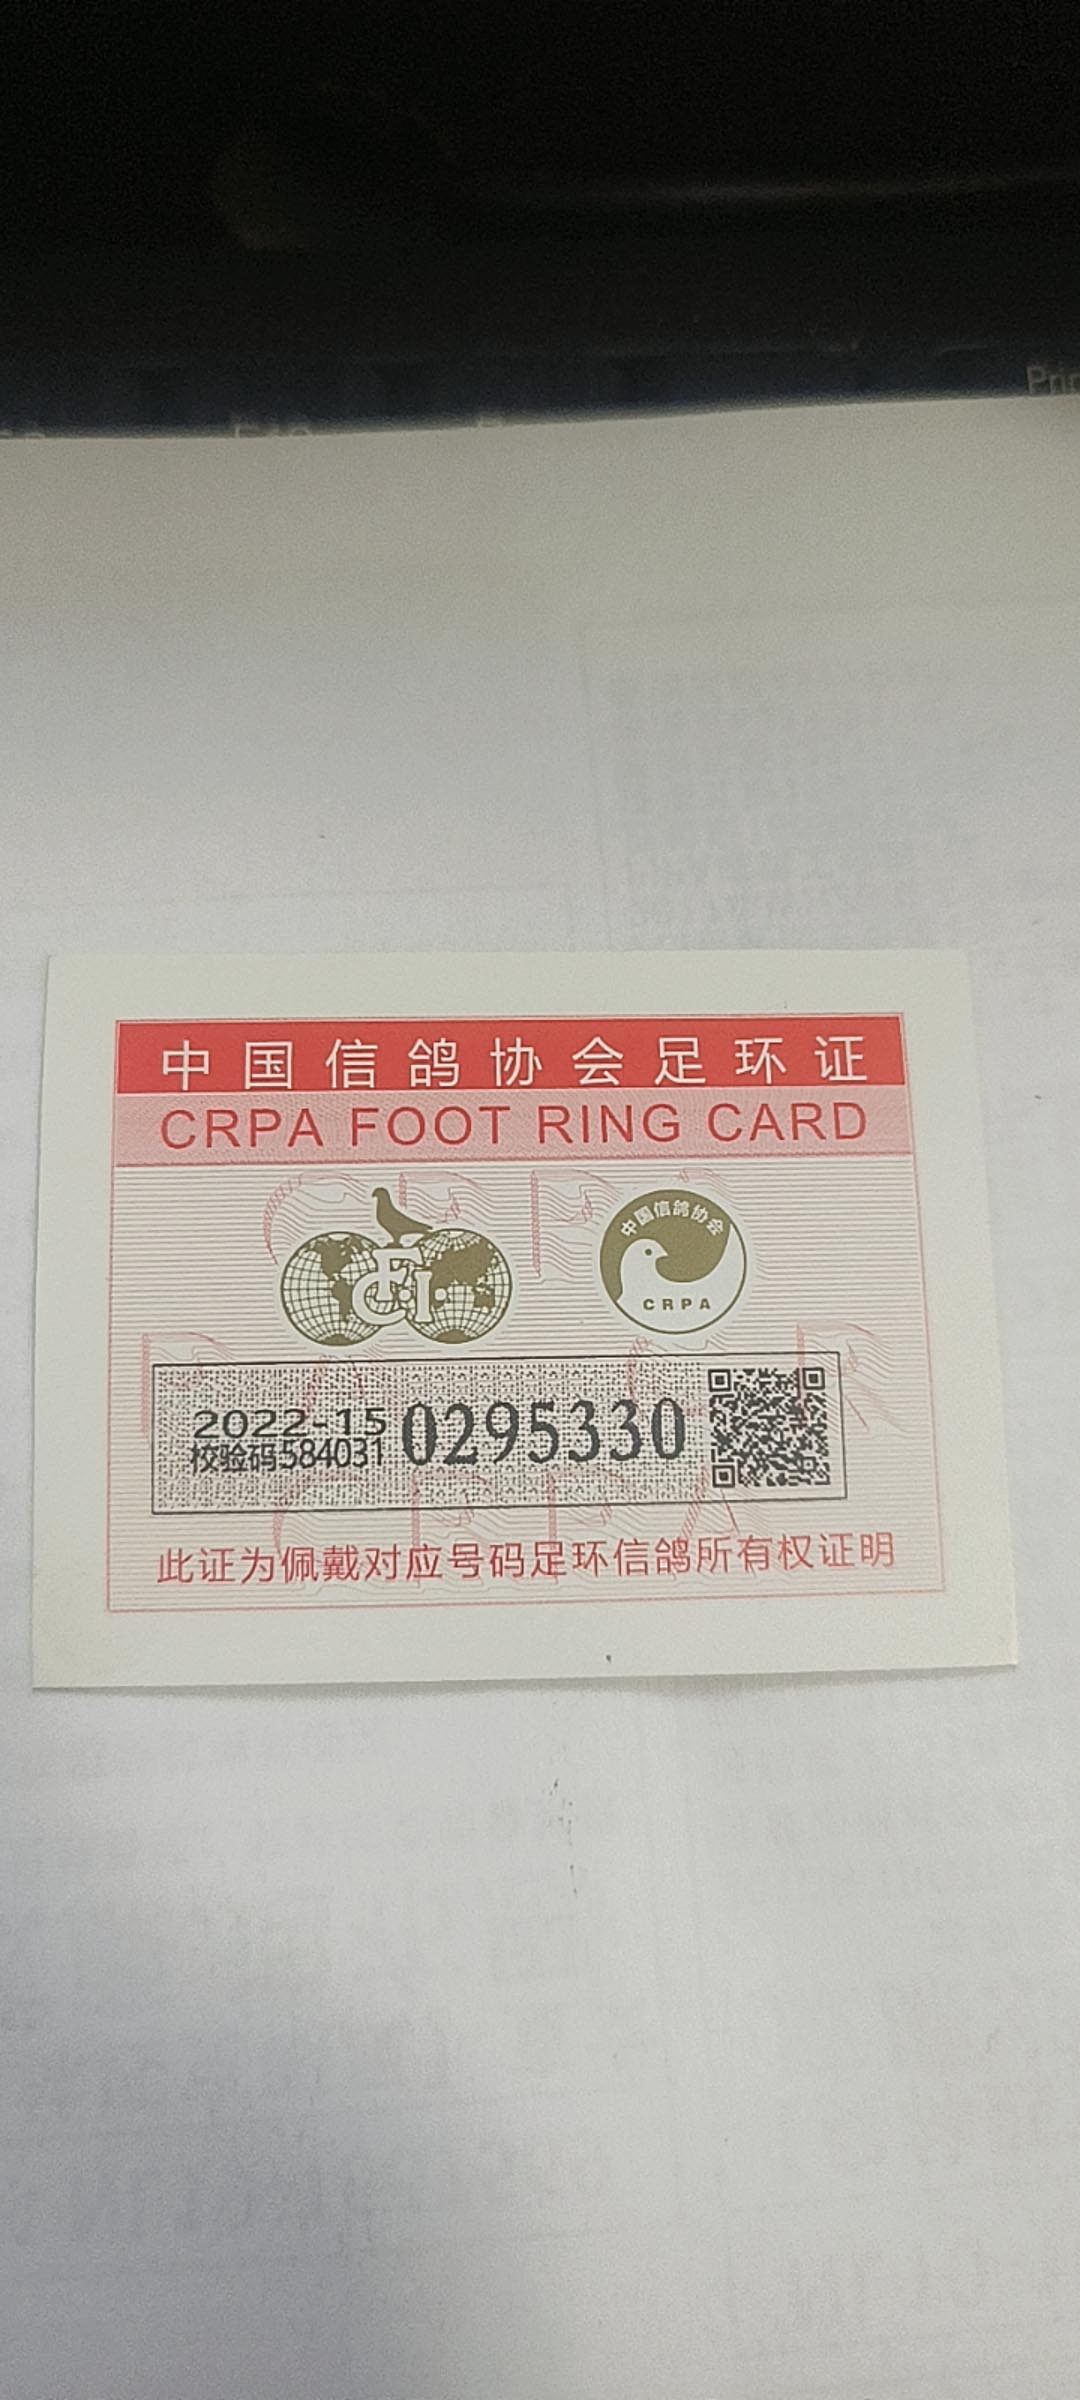 Prin
中国信鸽协会足环证
CRPA FOOT RING CARD
FCI
中国信鸽协会
CRPA
2022-15
校验码584031
0295330
此证为佩戴对应号码足环信鸽所有权证明